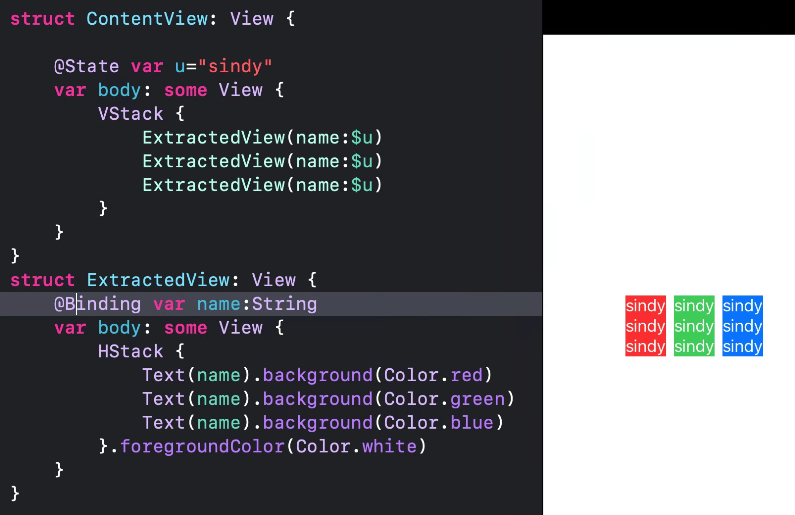 struct ContentView: View {
@State var u="sindy"
var body: some View {
VStack {
ExtractedView(name:$u)
ExtractedView(name:$u)
ExtractedView(name:$u)
}
}
}
struct ExtractedView: View {
@Binding var name:String
var body: some View {
HStack {
Text(name).background(Color.red)
Text(name).background(Color.green)
Text(name).background(Color.blue)
}.foregroundColor(Color.white)
}
}
sindy sindy sindy
sindy sindy sindy
sindy sindy sindy